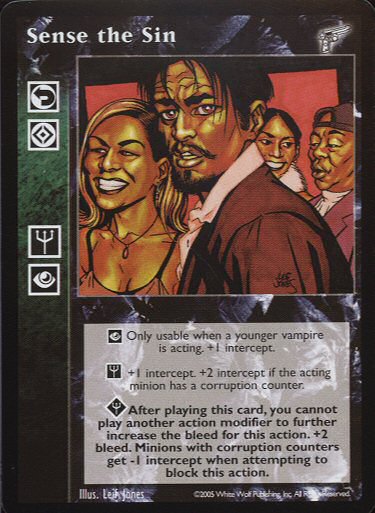 Sense the Sin
LEIF
JONES
Only usable when a younger vampire
is acting. +1 intercept.
+1 intercept. +2 intercept if the acting
minion has a corruption counter.
After playing this card, you cannot
play another action modifier to further
increase the bleed for this action. +2
bleed. Minions with corruption counters
get -1 intercept when attempting to
block this action.
Illus. Leif Jones
©2005 White Wolf Publishing, Inc. All Rights Reserved.